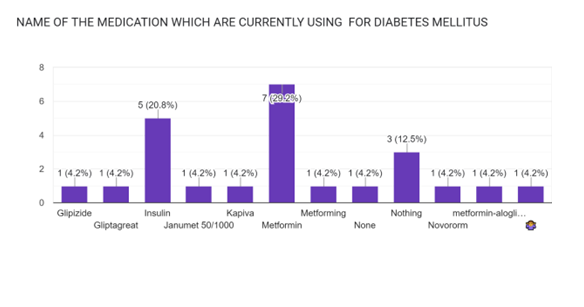 NAME OF THE MEDICATION WHICH ARE CURRENTLY USING FOR DIABETES MELLITUS
8
6
4
2
0
1 (4.2%) 1 (4.2%) 5 (20.8%) 1 (4.2%) 1 (4.2%) 7 (29.2%) 1 (4.2%) 1 (4.2%) 3 (12.5%) 1 (4.2%) 1 (4.2%) 1 (4.2%)
Glipizide Insulin Kapiva Metforming Nothing metformin-alogli…
Gliptagreat Janumet 50/1000 Metformin None Novororm 🤷🏽‍♀️